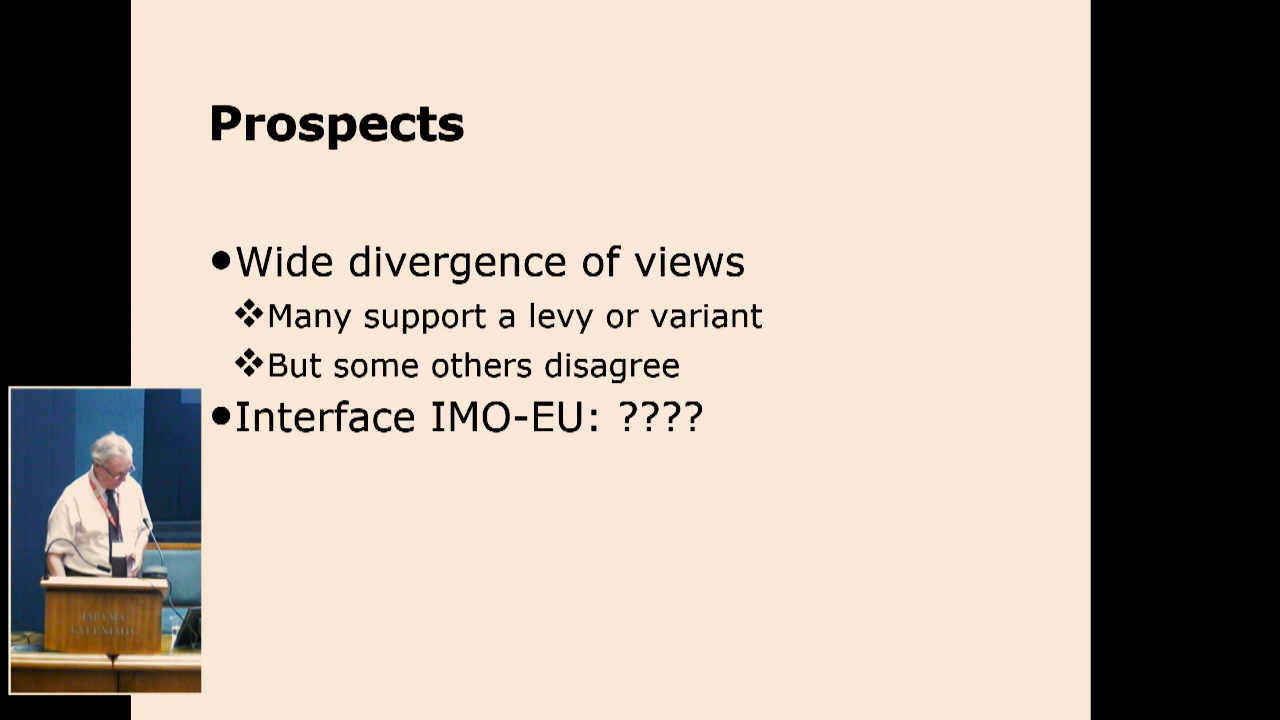 Prospects
•Wide divergence of views
❖Many support a levy or variant
❖But some others disagree
•Interface IMO-EU: ????